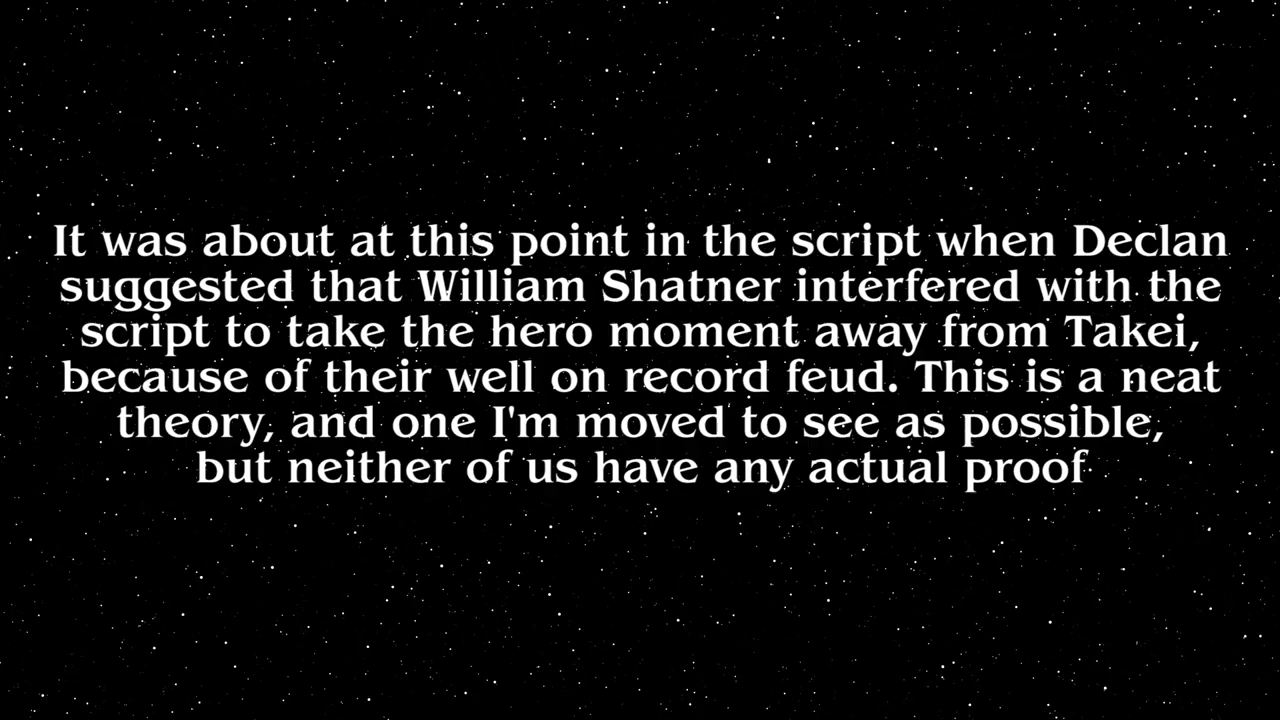 It was about at this point in the script when Declan
suggested that William Shatner interfered with the
script to take the hero moment away from Takei,
because of their well on record feud. This is a neat
theory, and one I'm moved to see as possible,
but neither of us have any actual proof